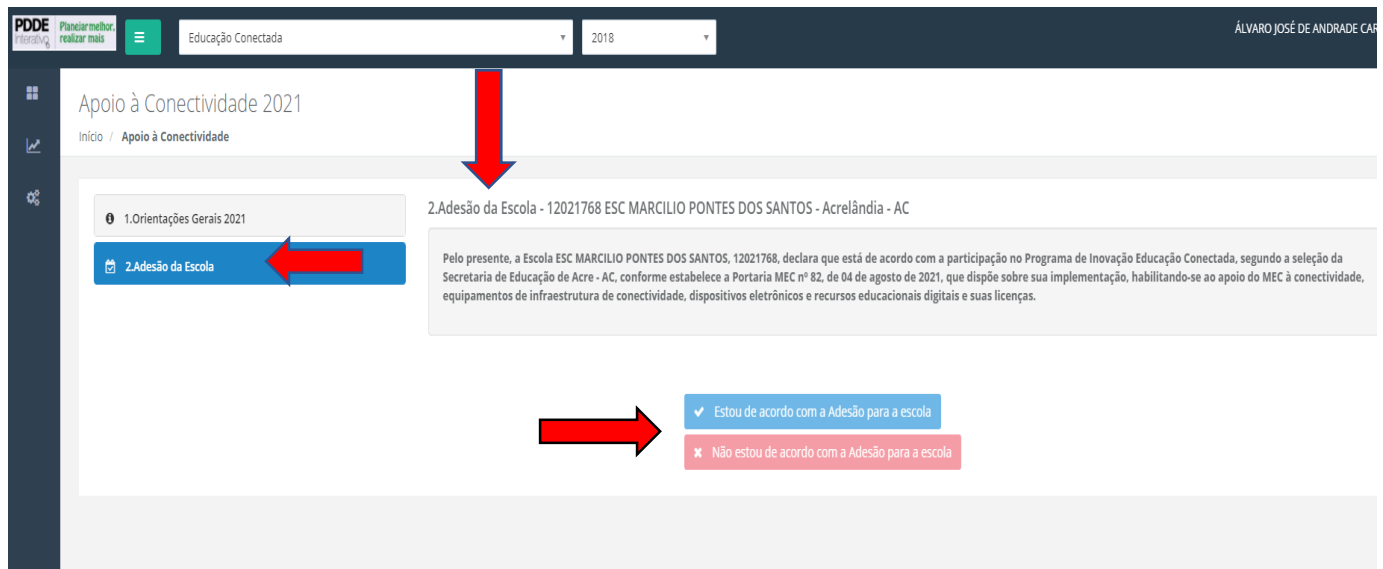 PDDE Interativo
Planejar melhor, realizar mais
Educação Conectada
2018
ÁLVARO JOSÉ DE ANDRADE CAR
Apoio à Conectividade 2021
Início / Apoio à Conectividade
1.Orientações Gerais 2021
2.Adesão da Escola
2.Adesão da Escola - 12021768 ESC MARCILIO PONTES DOS SANTOS - Acrelândia - AC
Pelo presente, a Escola ESC MARCILIO PONTES DOS SANTOS, 12021768, declara que está de acordo com a participação no Programa de Inovação Educação Conectada, segundo a seleção da
Secretaria de Educação de Acre - AC, conforme estabelece a Portaria MEC nº 82, de 04 de agosto de 2021, que dispõe sobre sua implementação, habilitando-se ao apoio do MEC à conectividade,
equipamentos de infraestrutura de conectividade, dispositivos eletrônicos e recursos educacionais digitais e suas licenças.
Estou de acordo com a Adesão para a escola
Não estou de acordo com a Adesão para a escola